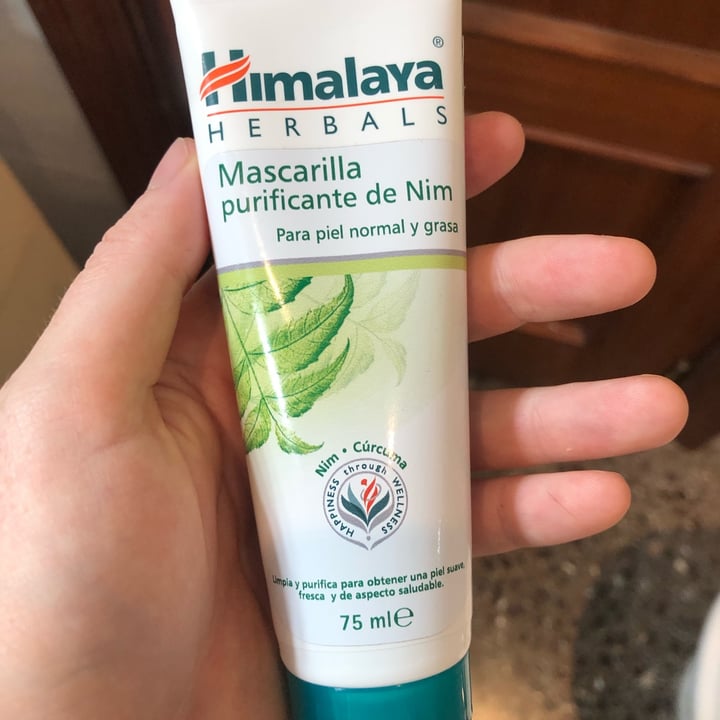 Himalaya®
HERBALS
Mascarilla
purificante de Nim
Para piel normal y grasa
Nim • Cúrcuma
HAPPINESS through WELLNESS
Limpia y purifica para obtener una piel suave,
fresca y de aspecto saludable.
75 ml℮